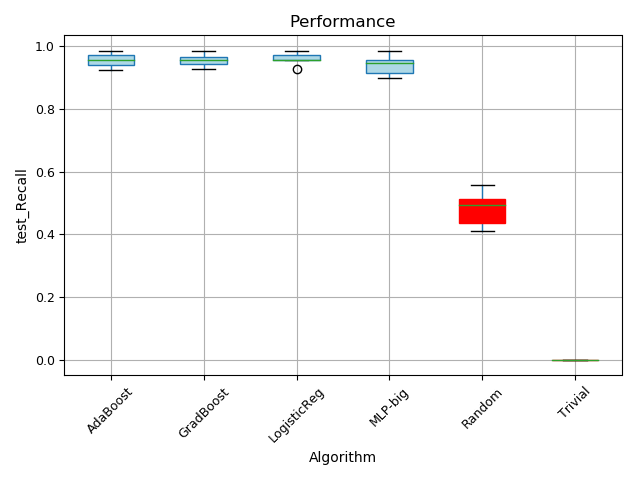 Performance
test_Recall
1.0
0.8
0.6
0.4
0.2
0.0
AdaBoost
GradBoost
LogisticReg
MLP-big
Random
Trivial
Algorithm